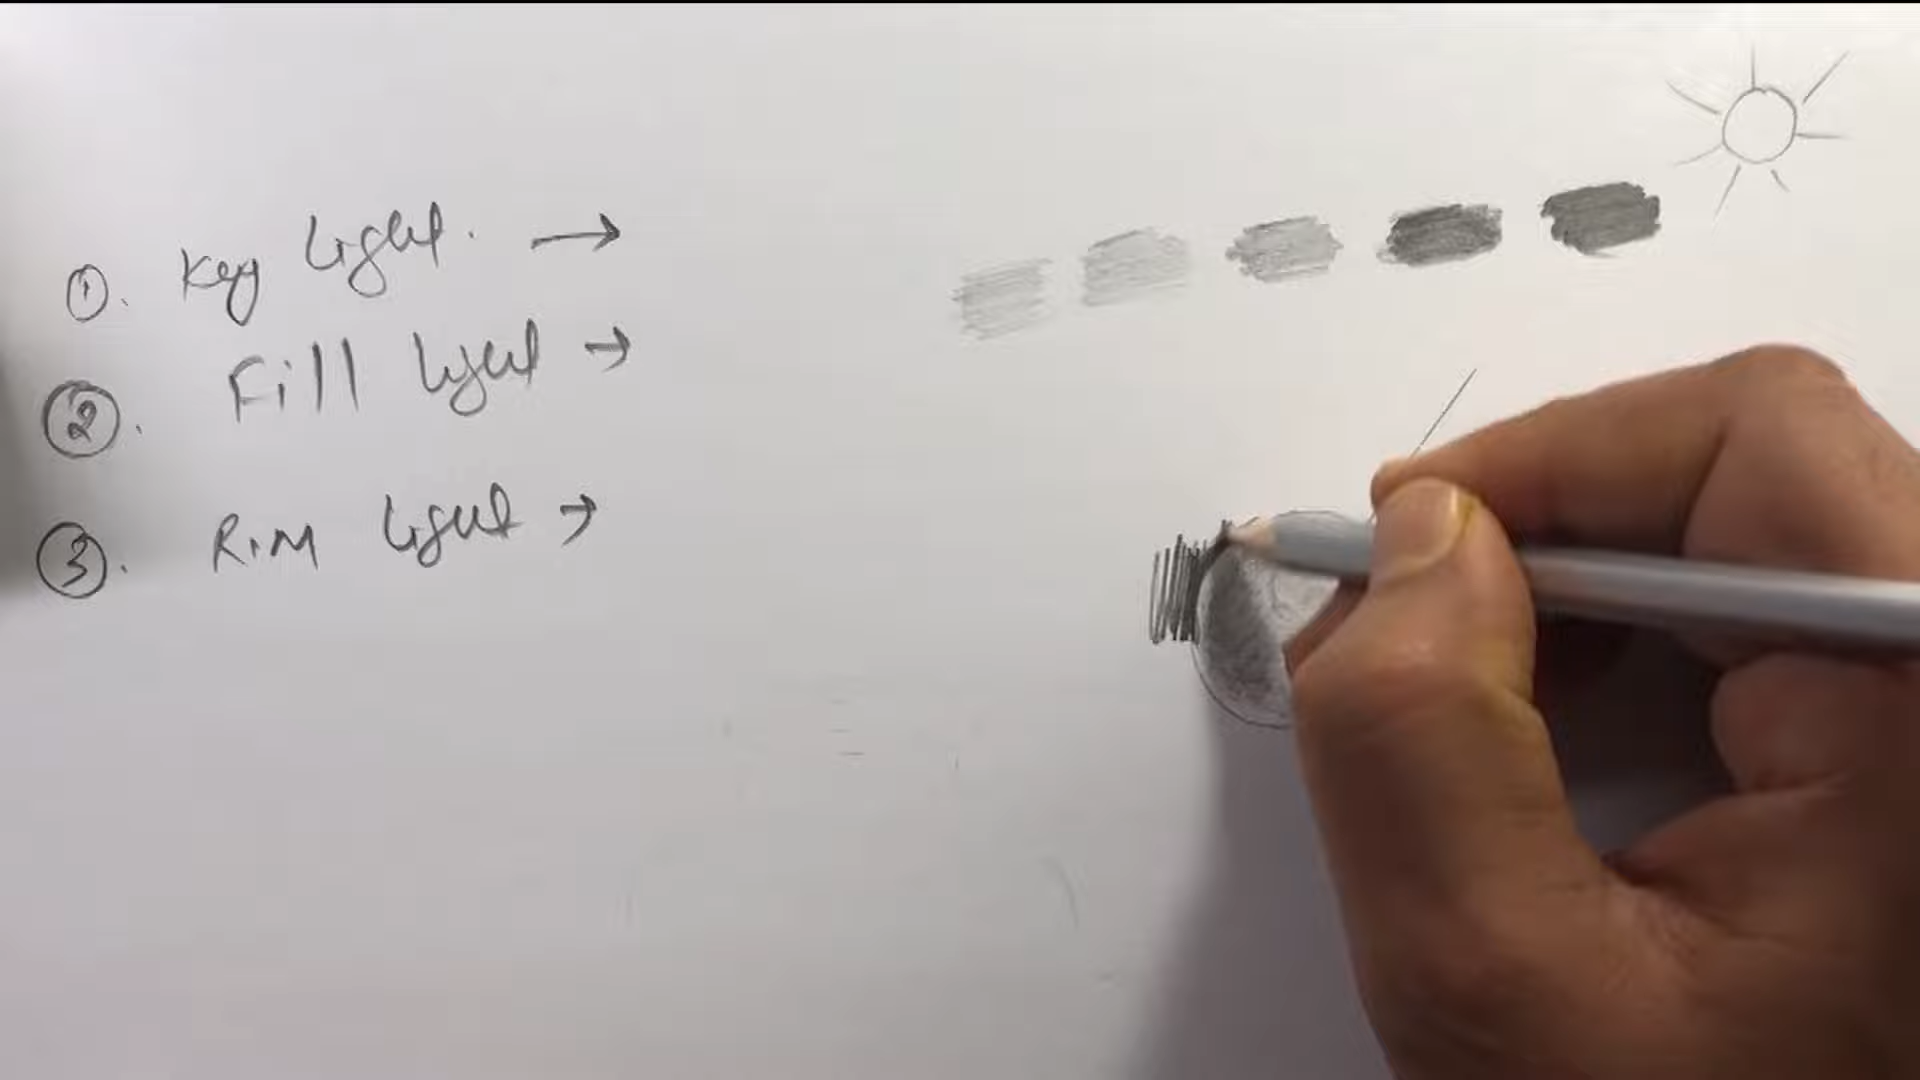 ①. Key light. →
②. Fill light →
③. Rim light →